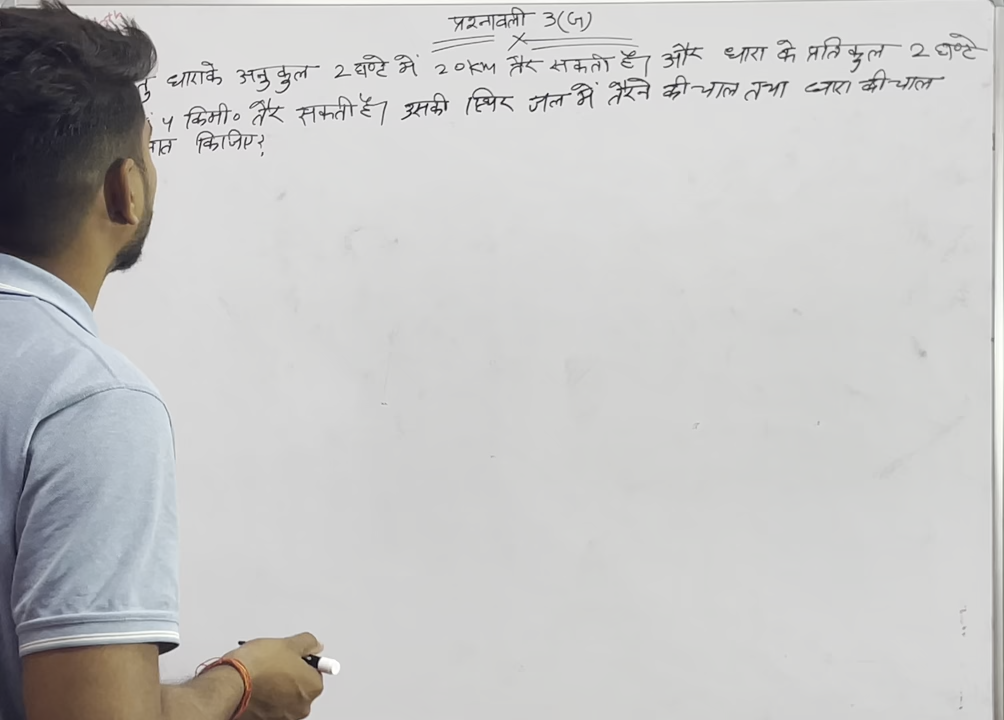 प्रश्नावली 3(G)
धाराके अनुकुल 2 घण्टे में 20km तैर सकती है। और धारा के प्रतिकुल 2 घण्टे
4 किमी० तैर सकती है। उसकी स्थिर जल में तैरने की चाल तथा धारा की चाल
किजिए?